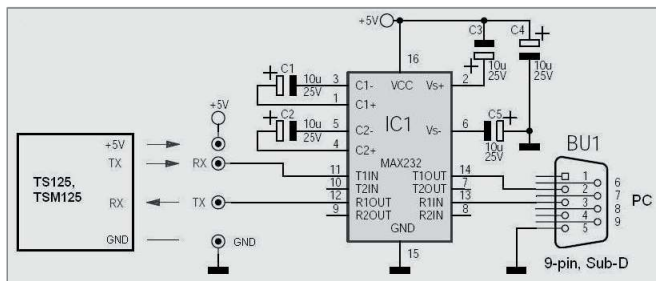 +5V
C3
C4
10u
25V
10u
25V
16
C1
10u
25V
3
1
C1-
C1+
VCC
Vs+
2
C2
10u
25V
5
4
C2-
C2+
IC1
Vs-
6
C5
10u
25V
MAX232
+5V
+5V
TX
RX
TS125,
TSM125
RX
TX
GND
GND
11
T1IN
T1OUT
14
10
T2IN
T2OUT
7
12
R1OUT
R1IN
13
9
R2OUT
R2IN
8
GND
15
BU1
1
6
2
7
3
8
4
9
5
PC
9-pin, Sub-D